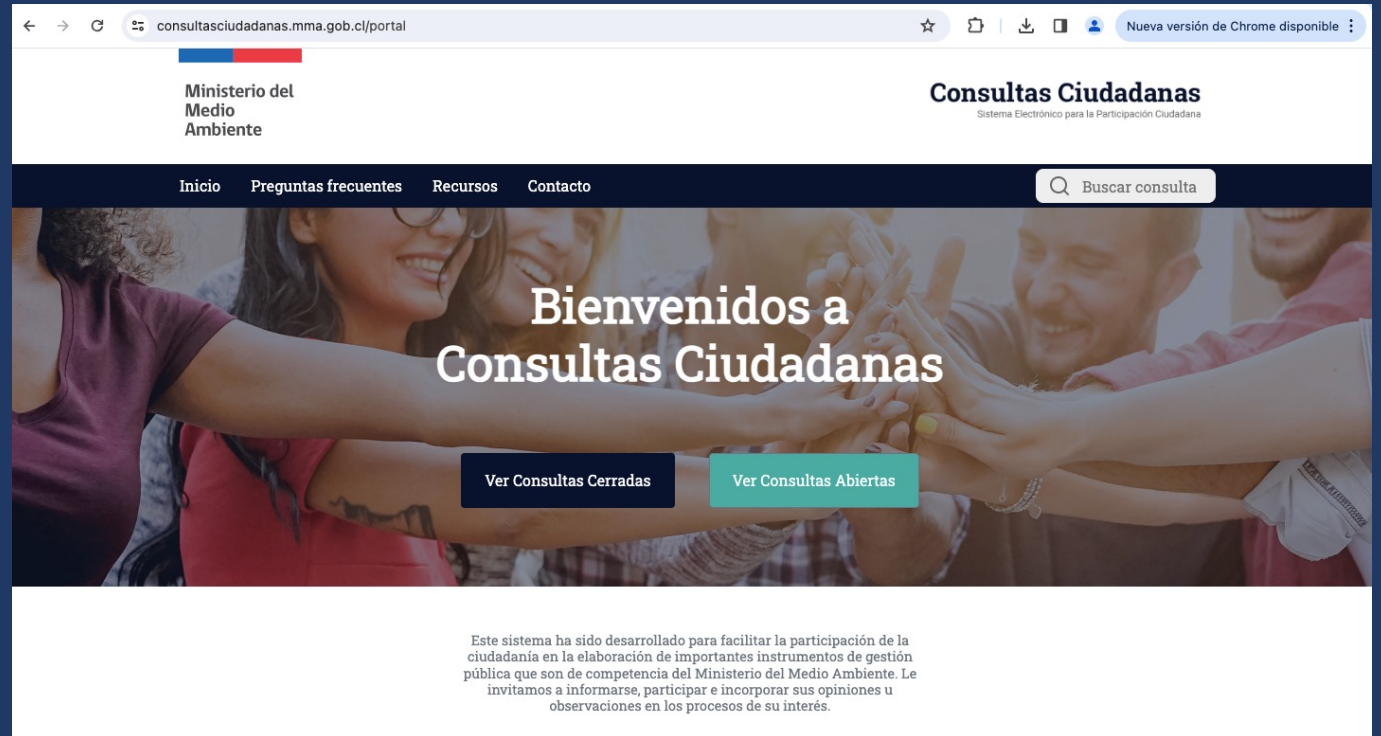 consultasciudadanas.mma.gob.cl/portal
Nueva versión de Chrome disponible
Ministerio del
Medio
Ambiente
Consultas Ciudadanas
Sistema Electrónico para la Participación Ciudadana
Inicio Preguntas frecuentes Recursos Contacto Buscar consulta
Bienvenidos a
Consultas Ciudadanas
Ver Consultas Cerradas Ver Consultas Abiertas
Este sistema ha sido desarrollado para facilitar la participación de la
ciudadanía en la elaboración de importantes instrumentos de gestión
pública que son de competencia del Ministerio del Medio Ambiente. Le
invitamos a informarse, participar e incorporar sus opiniones u
observaciones en los procesos de su interés.